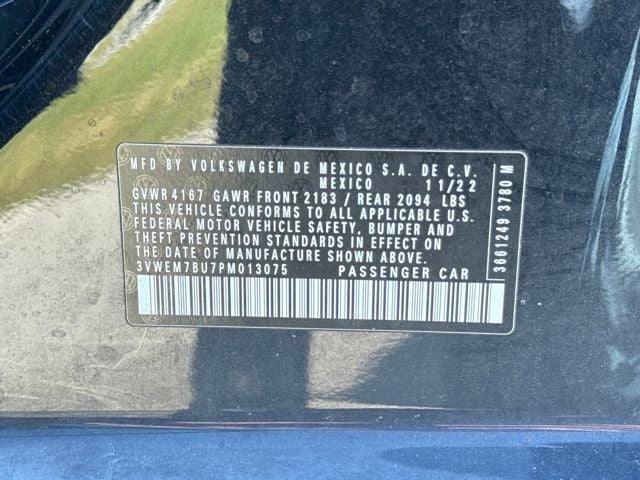 MFD BY VOLKSWAGEN DE MEXICO S.A. DE C.V.
MEXICO 11/22
GVWR 4167 GAWR FRONT 2183 / REAR 2094 LBS
THIS VEHICLE CONFORMS TO ALL APPLICABLE U.S.
FEDERAL MOTOR VEHICLE SAFETY, BUMPER AND
THEFT PREVENTION STANDARDS IN EFFECT ON
THE DATE OF MANUFACTURE SHOWN ABOVE.
3VWEM7BU7PM013075 PASSENGER CAR
3661249 3780 M